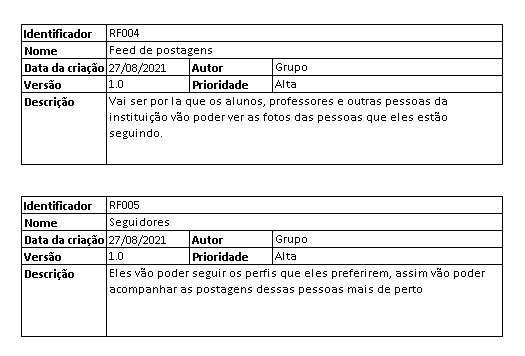 Identificador RF004
Nome Feed de postagens
Data da criação 27/08/2021 Autor Grupo
Versão 1.0 Prioridade Alta
Descrição Vai ser por la que os alunos, professores e outras pessoas da
instituição vão poder ver as fotos das pessoas que eles estão
seguindo.
Identificador RF005
Nome Seguidores
Data da criação 27/08/2021 Autor Grupo
Versão 1.0 Prioridade Alta
Descrição Eles vão poder seguir os perfis que eles preferirem, assim vão poder
acompanhar as postagens dessas pessoas mais de perto